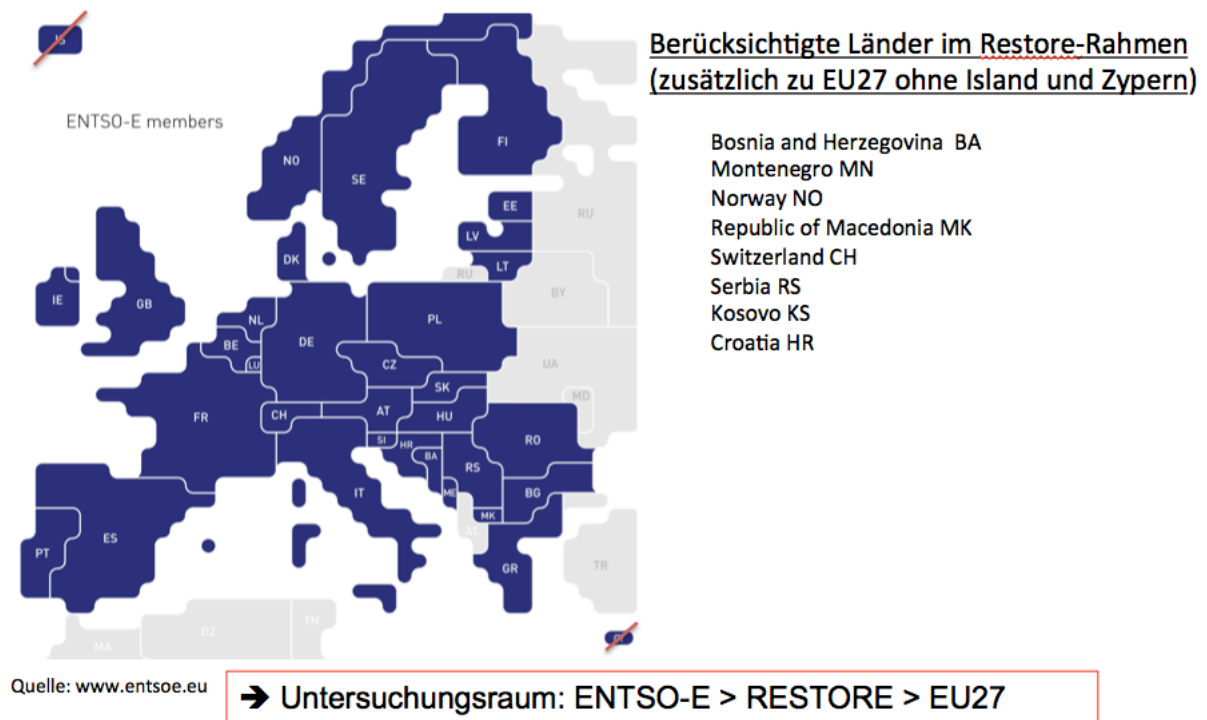 IS
Berücksichtigte Länder im Restore-Rahmen
(zusätzlich zu EU27 ohne Island und Zypern)
ENTSO-E members
Bosnia and Herzegovina BA
Montenegro MN
Norway NO
Republic of Macedonia MK
Switzerland CH
Serbia RS
Kosovo KS
Croatia HR
FI
NO
SE
EE
RU
LV
DK
LT
RU
BY
IE
GB
NL
PL
BE
DE
LU
CZ
UA
SK
MD
FR
CH
AT
HU
SI
HR
RO
BA
RS
IT
ME
BG
MK
AL
ES
PT
GR
TR
TN
DZ
MA
Quelle: www.entsoe.eu
➔ Untersuchungsraum: ENTSO-E > RESTORE > EU27